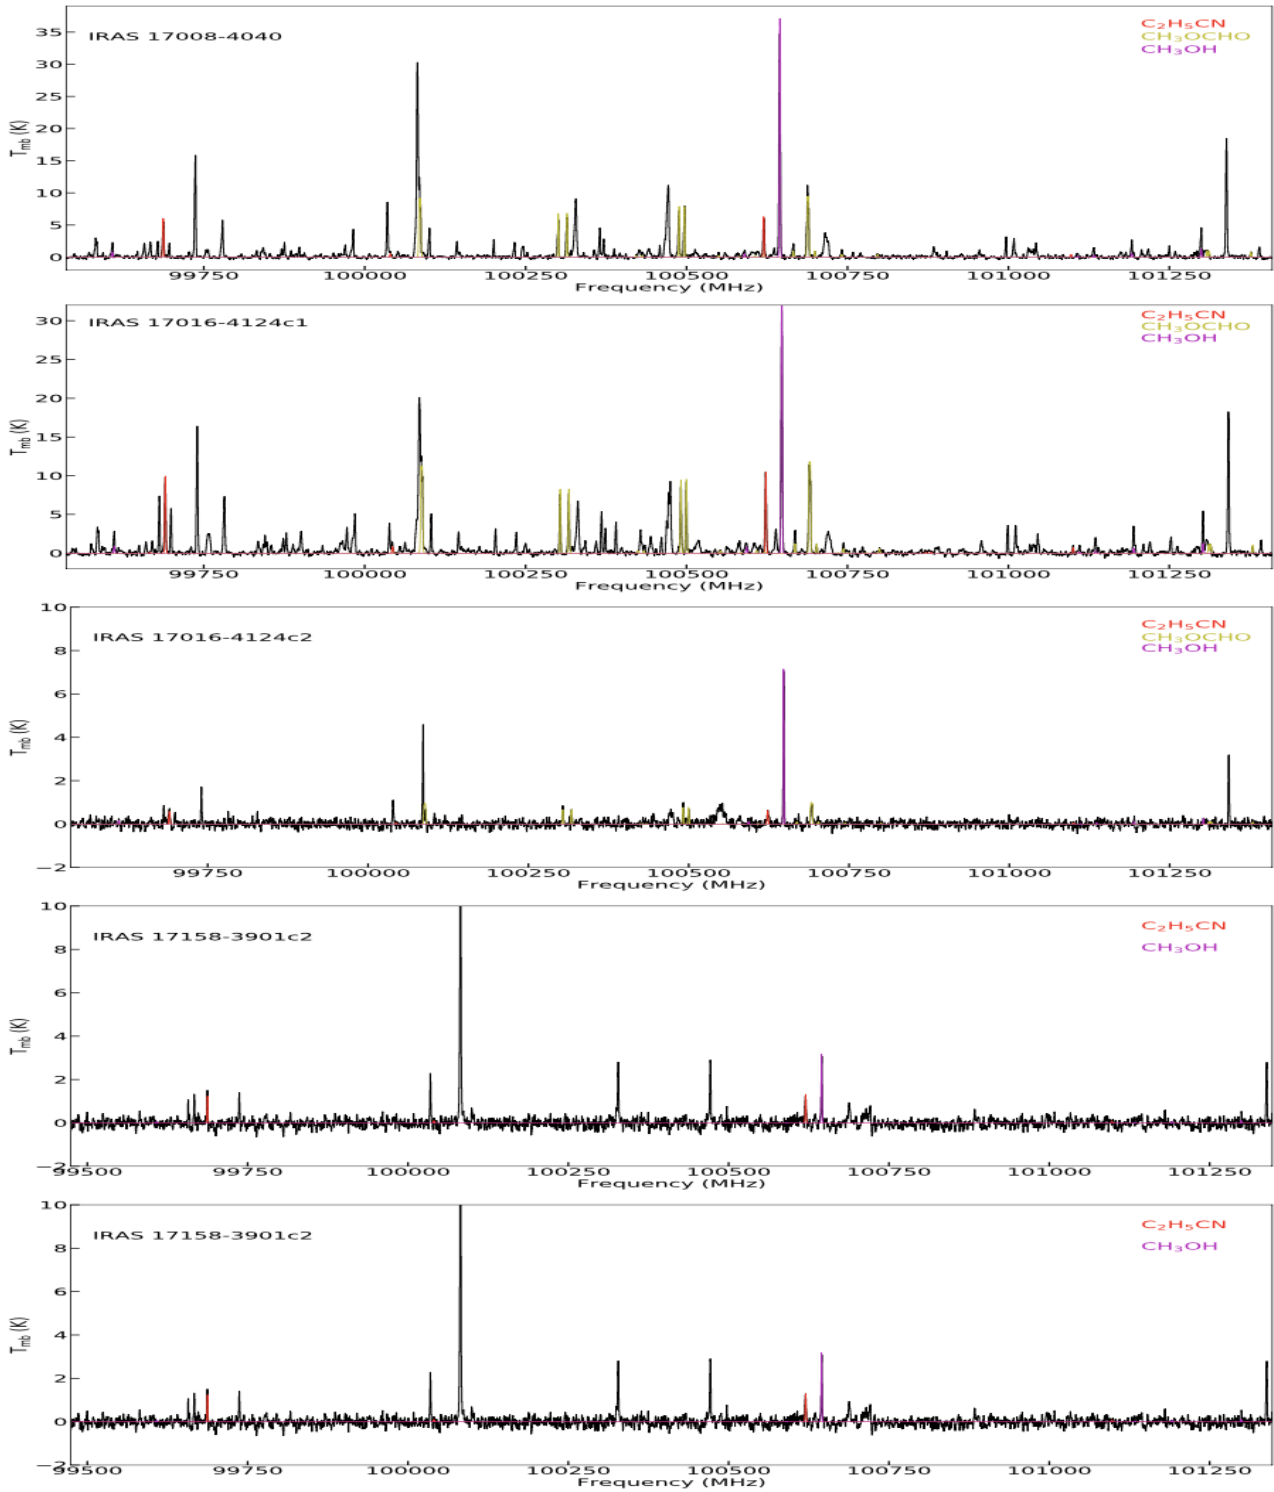 IRAS 17008-4040
C₂H₅CN
CH₃OCHO
CH₃OH
35
30
25
20
15
10
5
0
T_mb (K)
99750 100000 100250 100500 100750 101000 101250
Frequency (MHz)
IRAS 17016-4124c1
C₂H₅CN
CH₃OCHO
CH₃OH
30
25
20
15
10
5
0
T_mb (K)
99750 100000 100250 100500 100750 101000 101250
Frequency (MHz)
IRAS 17016-4124c2
C₂H₅CN
CH₃OCHO
CH₃OH
10
8
6
4
2
0
−2
T_mb (K)
99750 100000 100250 100500 100750 101000 101250
Frequency (MHz)
IRAS 17158-3901c2
C₂H₅CN
CH₃OH
10
8
6
4
2
0
−2
T_mb (K)
99500 99750 100000 100250 100500 100750 101000 101250
Frequency (MHz)
IRAS 17158-3901c2
C₂H₅CN
CH₃OH
10
8
6
4
2
0
−2
T_mb (K)
99500 99750 100000 100250 100500 100750 101000 101250
Frequency (MHz)